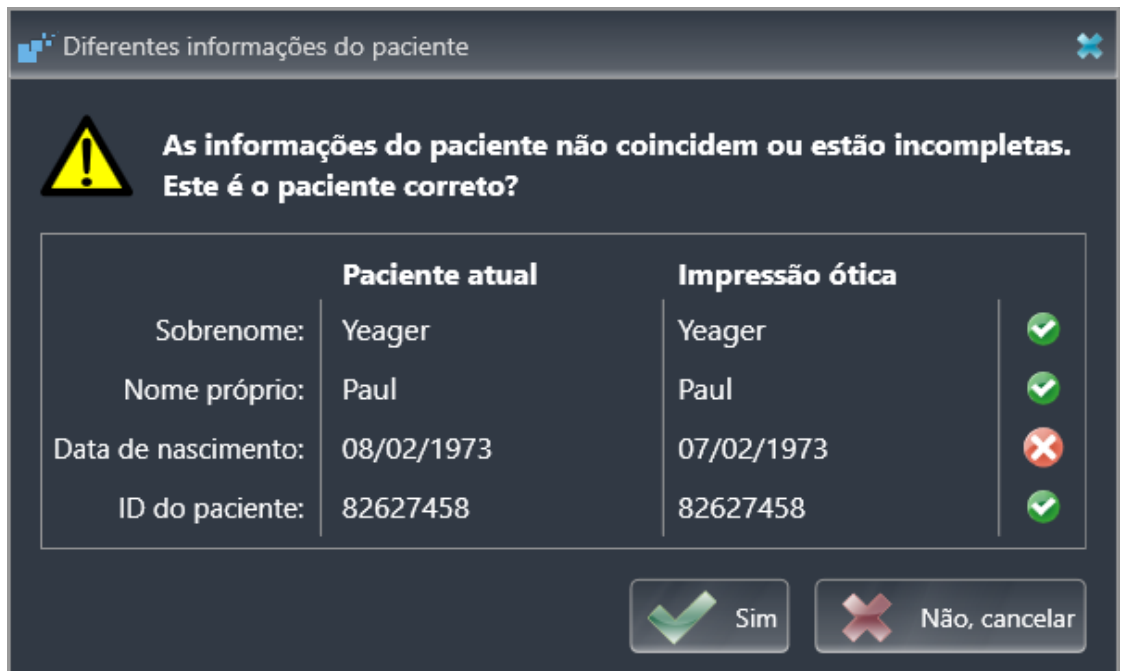 Diferentes informações do paciente
As informações do paciente não coincidem ou estão incompletas.
Este é o paciente correto?
Paciente atual Impressão ótica
Sobrenome: Yeager Yeager
Nome próprio: Paul Paul
Data de nascimento: 08/02/1973 07/02/1973
ID do paciente: 82627458 82627458
Sim Não, cancelar